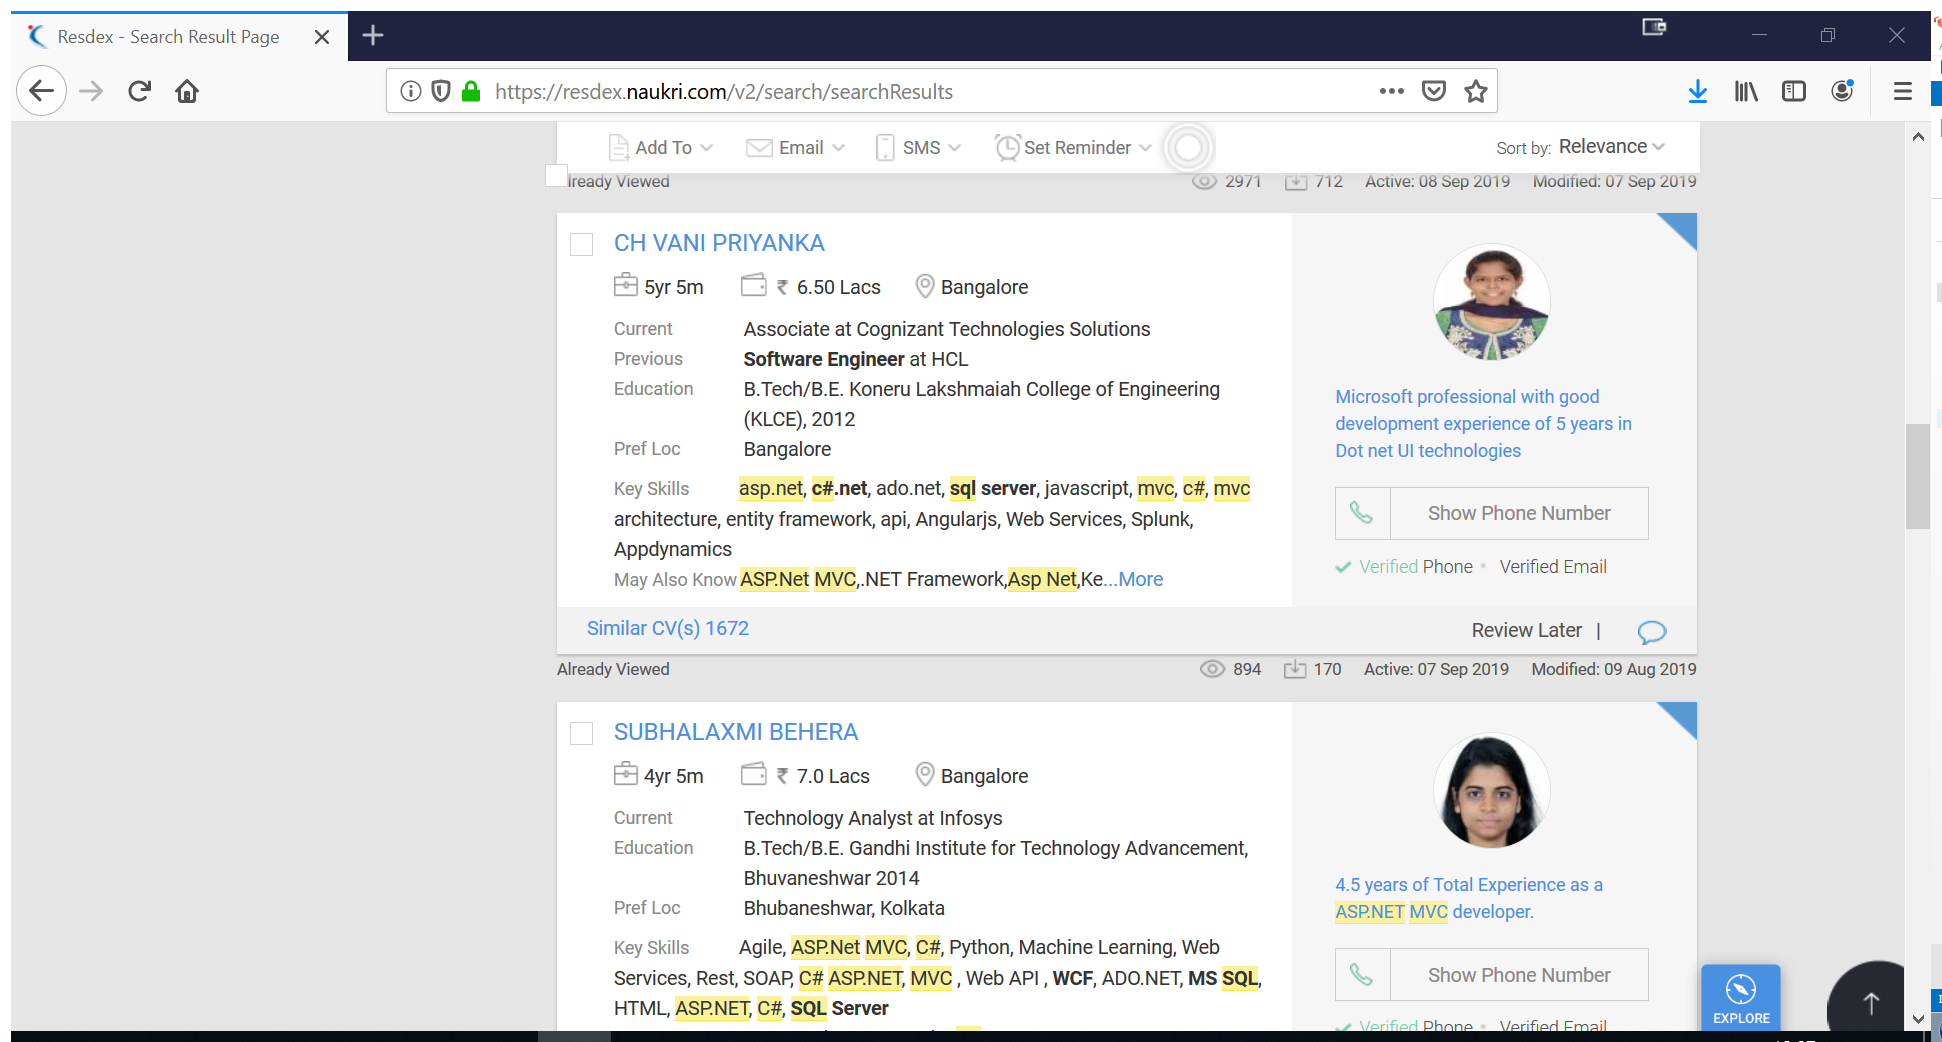 Resdex - Search Result Page
https://resdex.naukri.com/v2/search/searchResults
Add To Email SMS Set Reminder Sort by: Relevance
lready Viewed 2971 712 Active: 08 Sep 2019 Modified: 07 Sep 2019
CH VANI PRIYANKA
5yr 5m ₹ 6.50 Lacs Bangalore
Current Associate at Cognizant Technologies Solutions
Previous Software Engineer at HCL
Education B.Tech/B.E. Koneru Lakshmaiah College of Engineering
(KLCE), 2012
Pref Loc Bangalore
Key Skills asp.net, c#.net, ado.net, sql server, javascript, mvc, c#, mvc
architecture, entity framework, api, Angularjs, Web Services, Splunk,
Appdynamics
May Also Know ASP.Net MVC,.NET Framework,Asp Net,Ke...More
Microsoft professional with good
development experience of 5 years in
Dot net UI technologies
Show Phone Number
Verified Phone Verified Email
Similar CV(s) 1672 Review Later |
Already Viewed 894 170 Active: 07 Sep 2019 Modified: 09 Aug 2019
SUBHALAXMI BEHERA
4yr 5m ₹ 7.0 Lacs Bangalore
Current Technology Analyst at Infosys
Education B.Tech/B.E. Gandhi Institute for Technology Advancement,
Bhuvaneshwar 2014
Pref Loc Bhubaneshwar, Kolkata
Key Skills Agile, ASP.Net MVC, C#, Python, Machine Learning, Web
Services, Rest, SOAP, C# ASP.NET, MVC , Web API , WCF, ADO.NET, MS SQL,
HTML, ASP.NET, C#, SQL Server
4.5 years of Total Experience as a
ASP.NET MVC developer.
Show Phone Number
Verified Phone Verified Email
EXPLORE